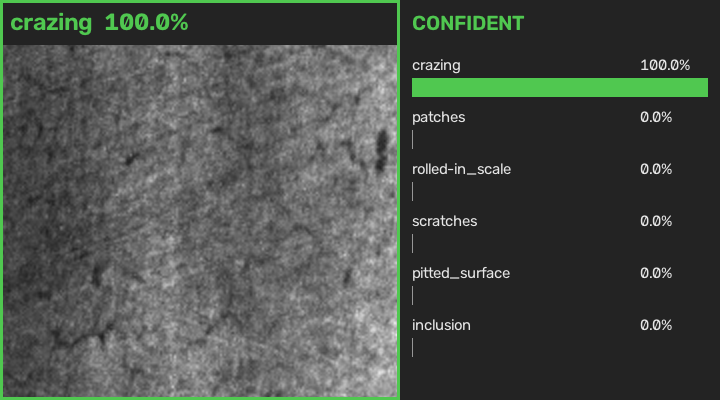 crazing 100.0%
CONFIDENT
crazing 100.0%
patches 0.0%
rolled-in_scale 0.0%
scratches 0.0%
pitted_surface 0.0%
inclusion 0.0%